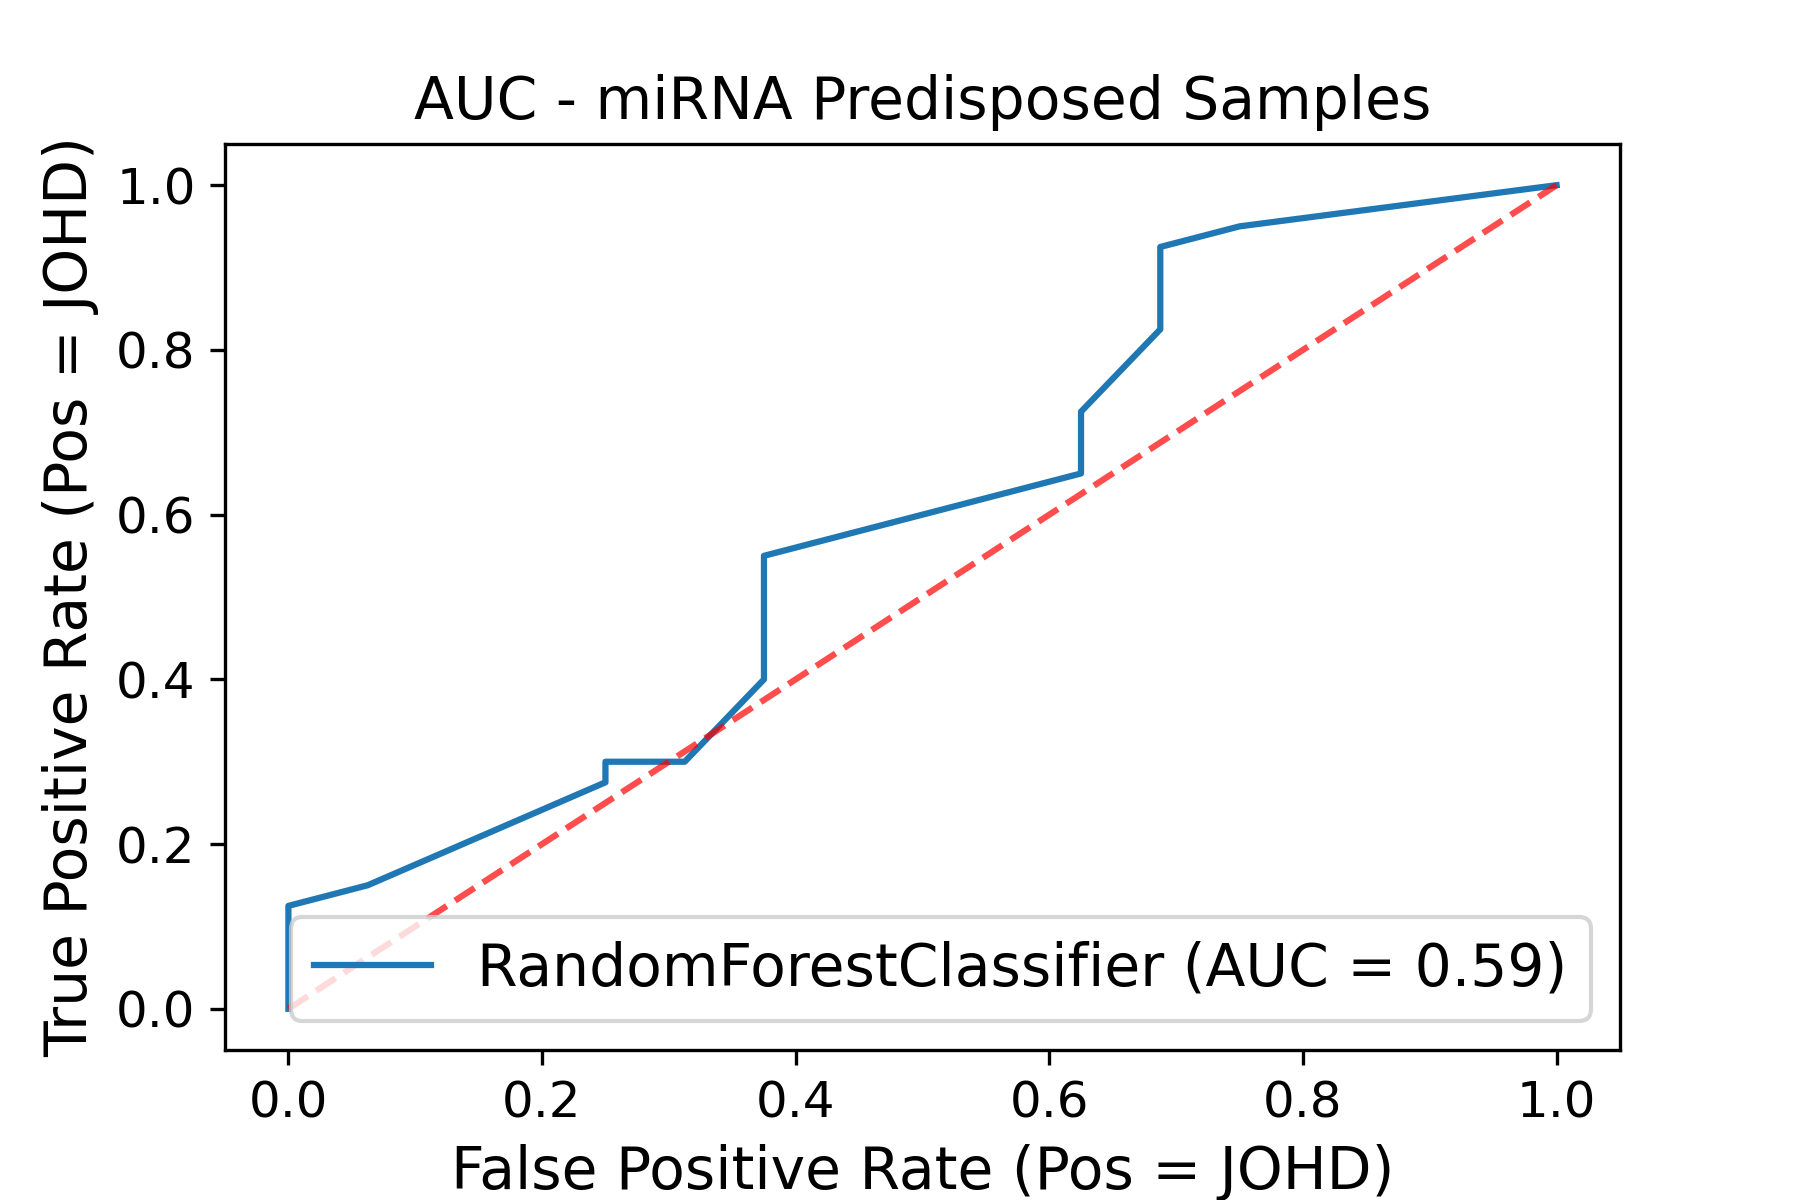 AUC - miRNA Predisposed Samples
True Positive Rate (Pos = JOHD)
1.0
0.8
0.6
0.4
0.2
0.0
RandomForestClassifier (AUC = 0.59)
0.0 0.2 0.4 0.6 0.8 1.0
False Positive Rate (Pos = JOHD)